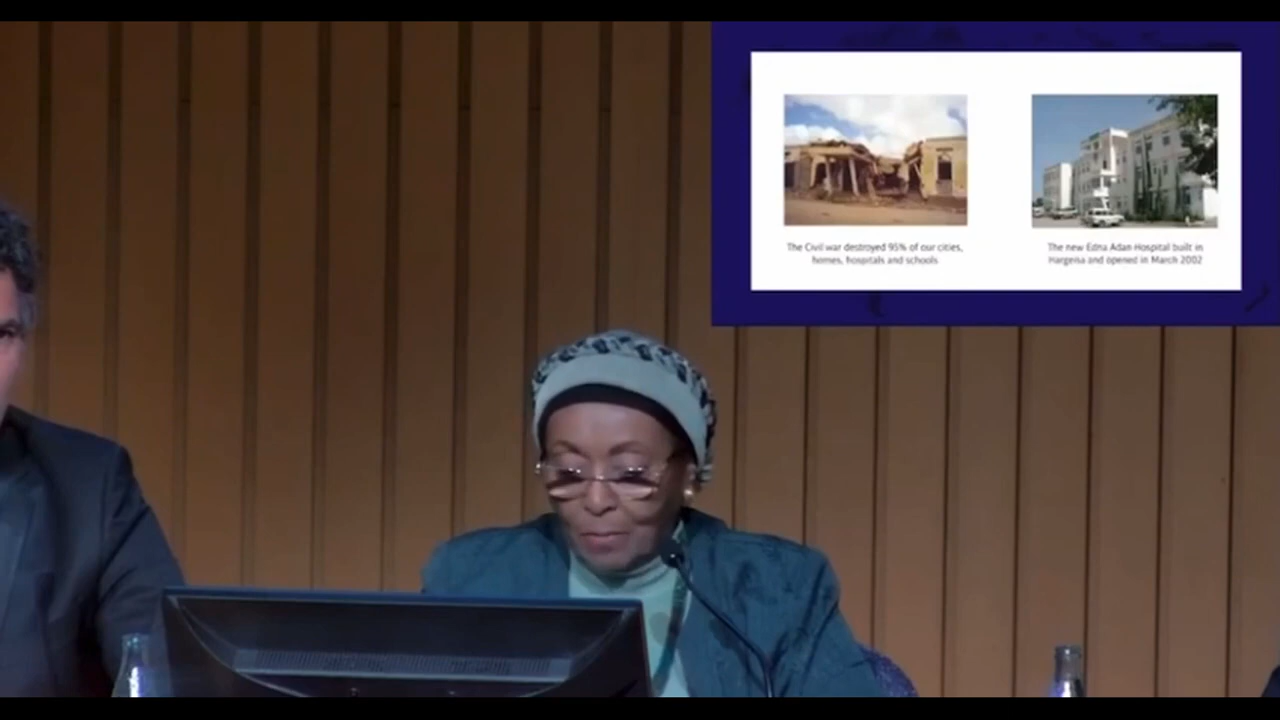 The Civil war destroyed 95% of our cities,
homes, hospitals and schools
The new Edna Adan Hospital built in
Hargeisa and opened in March 2002